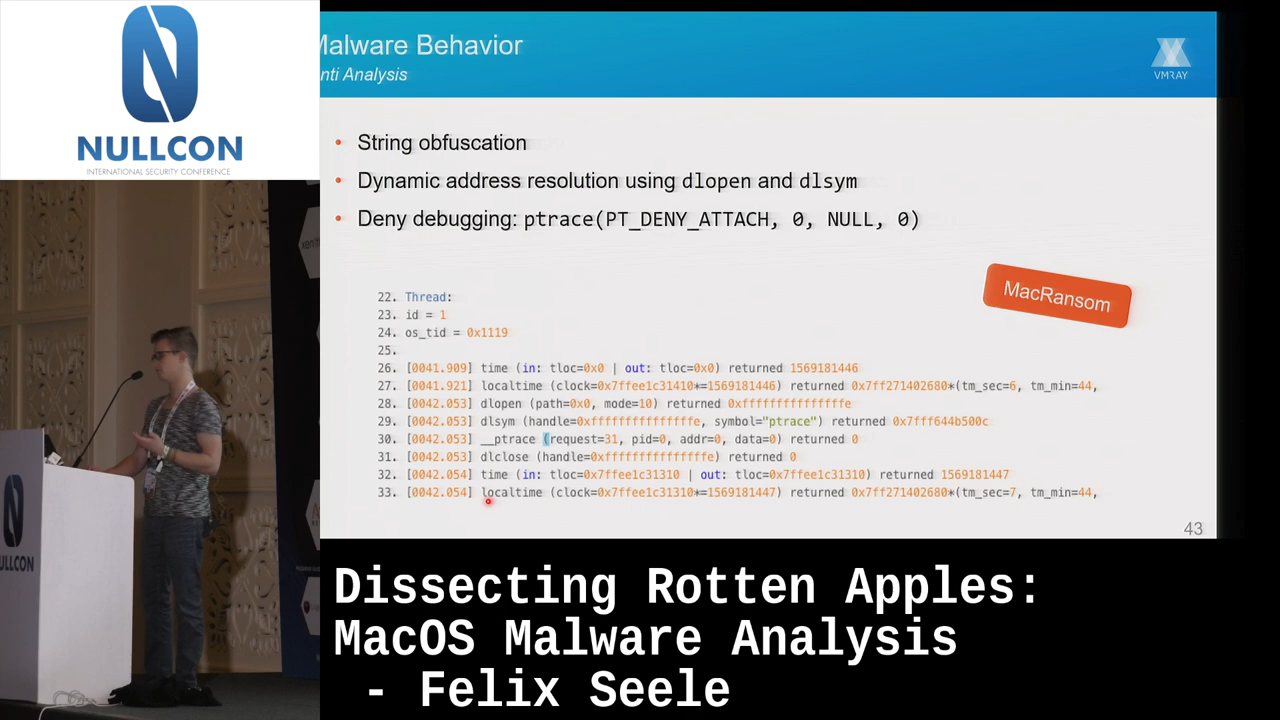 NULLCON
INTERNATIONAL SECURITY CONFERENCE
Malware Behavior
nti Analysis
VMRAY
• String obfuscation
• Dynamic address resolution using dlopen and dlsym
• Deny debugging: ptrace(PT_DENY_ATTACH, 0, NULL, 0)
MacRansom
22. Thread:
23. id = 1
24. os_tid = 0x1119
25.
26. [0041.909] time (in: tloc=0x0 | out: tloc=0x0) returned 1569181446
27. [0041.921] localtime (clock=0x7ffee1c31410*=1569181446) returned 0x7ff271402680*(tm_sec=6, tm_min=44,
28. [0042.053] dlopen (path=0x0, mode=10) returned 0xfffffffffffffffe
29. [0042.053] dlsym (handle=0xfffffffffffffffe, symbol="ptrace") returned 0x7fff644b500c
30. [0042.053] __ptrace (request=31, pid=0, addr=0, data=0) returned 0
31. [0042.053] dlclose (handle=0xfffffffffffffffe) returned 0
32. [0042.054] time (in: tloc=0x7ffee1c31310 | out: tloc=0x7ffee1c31310) returned 1569181447
33. [0042.054] localtime (clock=0x7ffee1c31310*=1569181447) returned 0x7ff271402680*(tm_sec=7, tm_min=44,
43
NULLCON
Dissecting Rotten Apples:
MacOS Malware Analysis
- Felix Seele